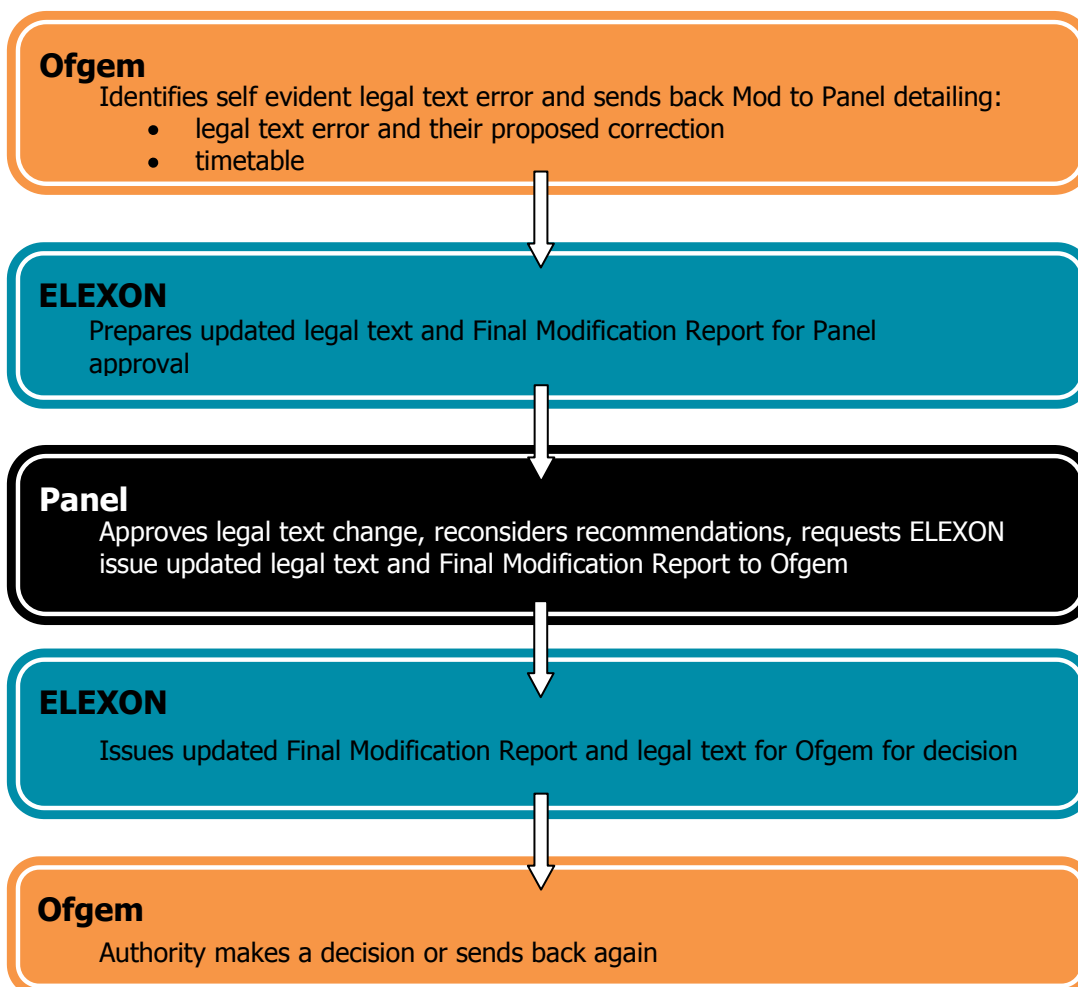 Ofgem
Identifies self evident legal text error and sends back Mod to Panel detailing:
• legal text error and their proposed correction
• timetable
ELEXON
Prepares updated legal text and Final Modification Report for Panel
approval
Panel
Approves legal text change, reconsiders recommendations, requests ELEXON
issue updated legal text and Final Modification Report to Ofgem
ELEXON
Issues updated Final Modification Report and legal text for Ofgem for decision
Ofgem
Authority makes a decision or sends back again